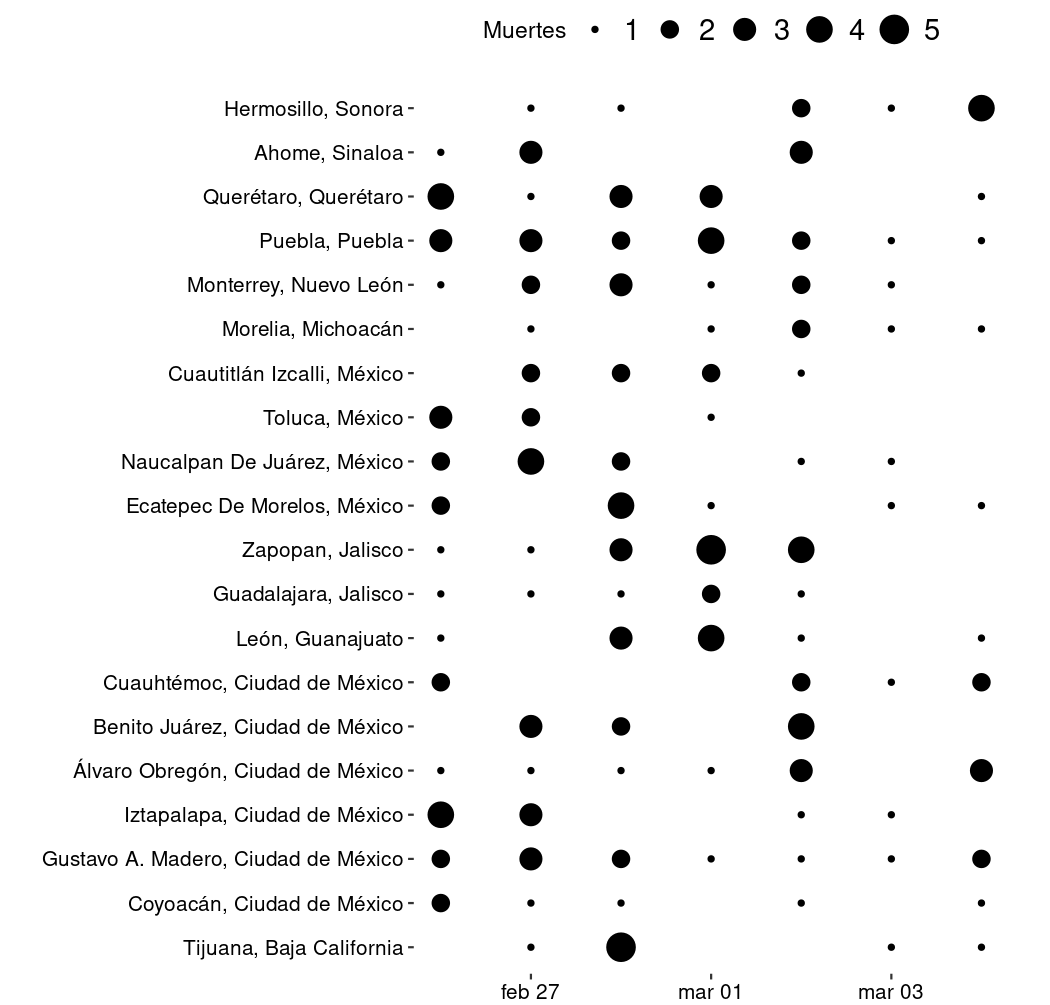 Muertes 1 2 3 4 5
Hermosillo, Sonora
Ahome, Sinaloa
Querétaro, Querétaro
Puebla, Puebla
Monterrey, Nuevo León
Morelia, Michoacán
Cuautitlán Izcalli, México
Toluca, México
Naucalpan De Juárez, México
Ecatepec De Morelos, México
Zapopan, Jalisco
Guadalajara, Jalisco
León, Guanajuato
Cuauhtémoc, Ciudad de México
Benito Juárez, Ciudad de México
Álvaro Obregón, Ciudad de México
Iztapalapa, Ciudad de México
Gustavo A. Madero, Ciudad de México
Coyoacán, Ciudad de México
Tijuana, Baja California
feb 27 mar 01 mar 03